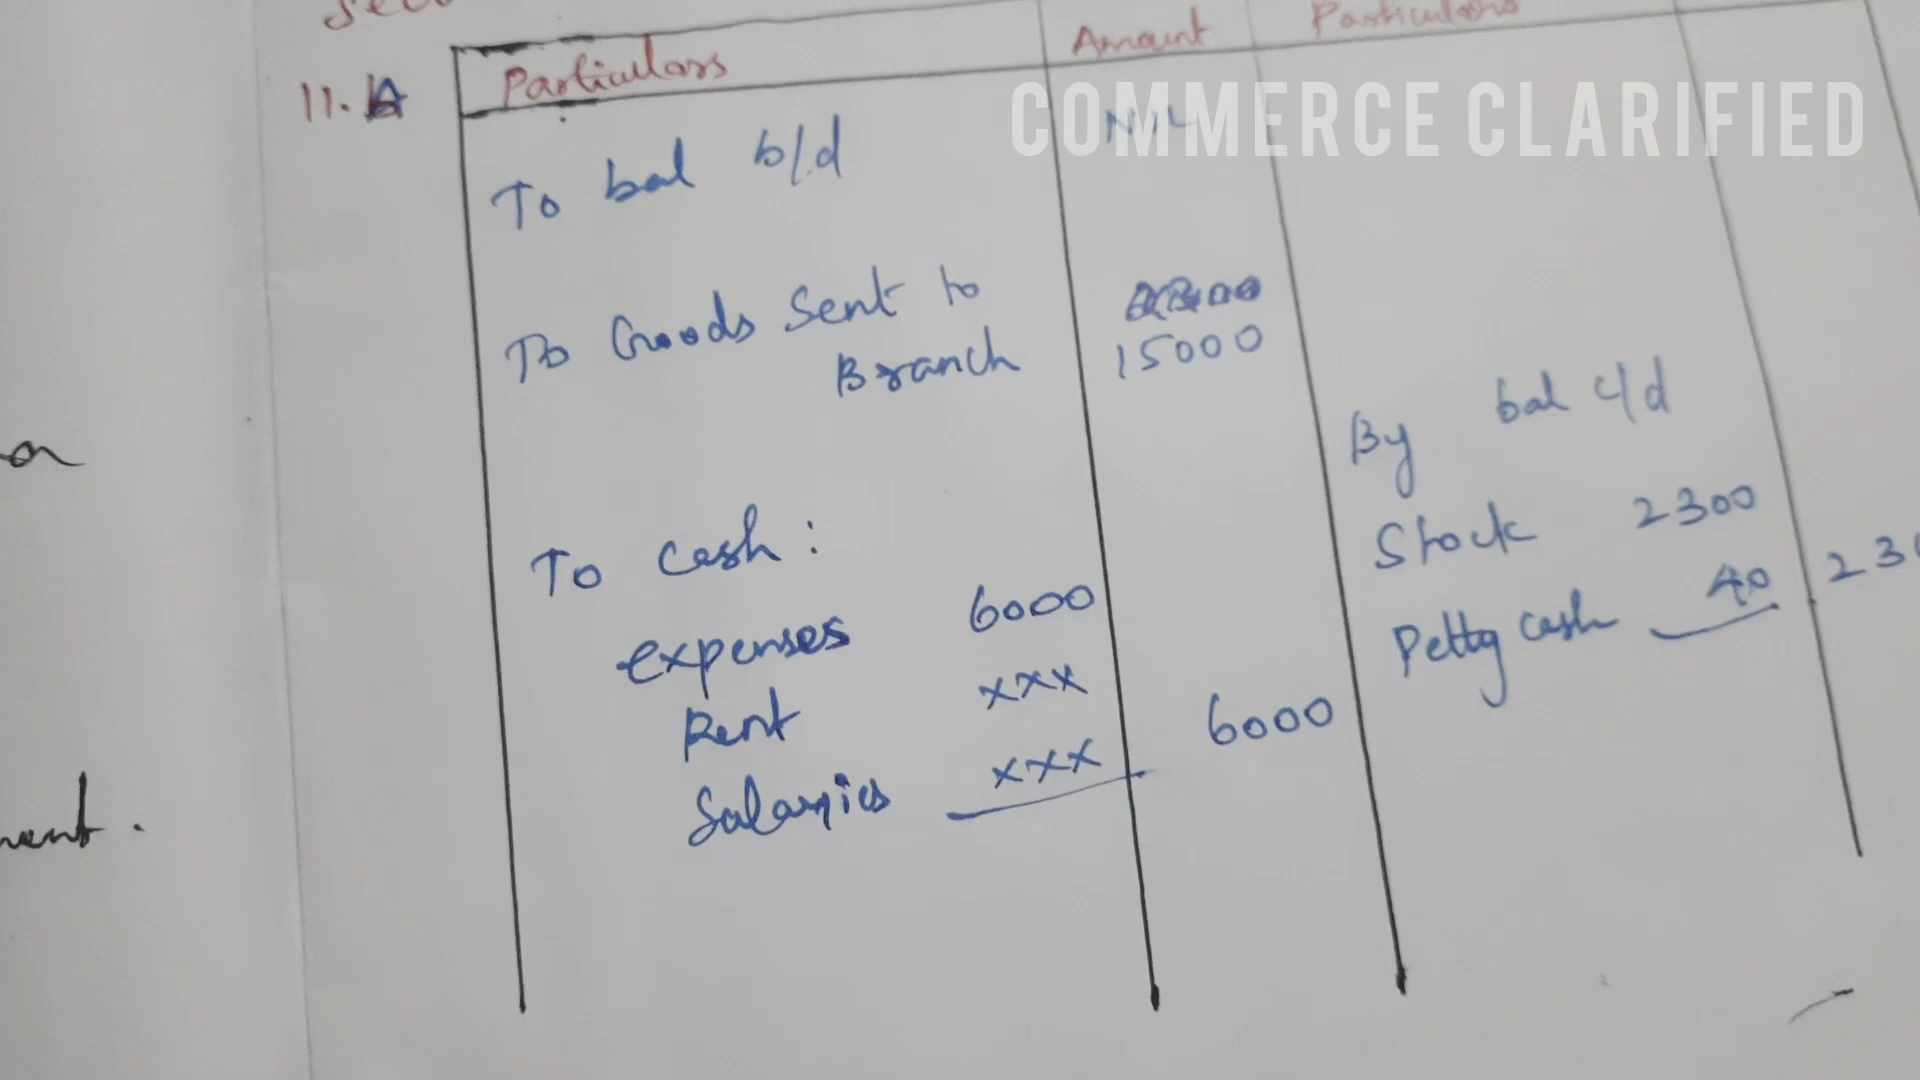 11. A
Particulars Amount Particulars
COMMERCE CLARIFIED
To bal b/d NIL
To Goods Sent to
Branch 15000
By bal c/d
To Cash:
Stock 2300
expenses 6000
Petty cash 40
Rent xxx
6000
Salaries xxx